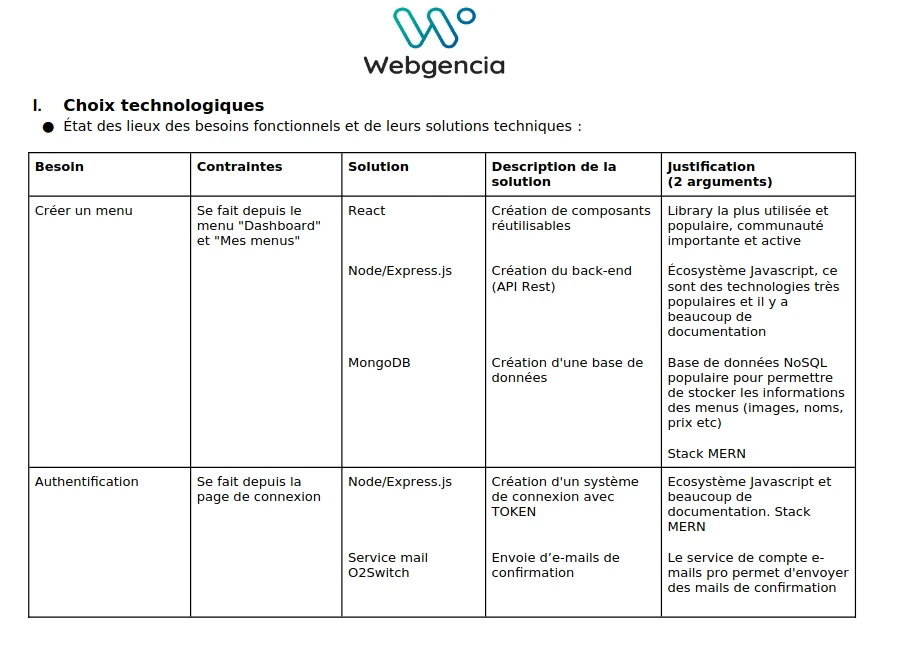 Webgencia
I. Choix technologiques
● État des lieux des besoins fonctionnels et de leurs solutions techniques :
Besoin
Contraintes
Solution
Description de la
solution
Justification
(2 arguments)
Créer un menu
Se fait depuis le
menu "Dashboard"
et "Mes menus"
React
Création de composants
réutilisables
Library la plus utilisée et
populaire, communauté
importante et active
Node/Express.js
Création du back-end
(API Rest)
Écosystème Javascript, ce
sont des technologies très
populaires et il y a
beaucoup de
documentation
MongoDB
Création d'une base de
données
Base de données NoSQL
populaire pour permettre
de stocker les informations
des menus (images, noms,
prix etc)
Stack MERN
Authentification
Se fait depuis la
page de connexion
Node/Express.js
Création d'un système
de connexion avec
TOKEN
Ecosystème Javascript et
beaucoup de
documentation. Stack
MERN
Service mail
O2Switch
Envoie d’e-mails de
confirmation
Le service de compte e-
mails pro permet d'envoyer
des mails de confirmation